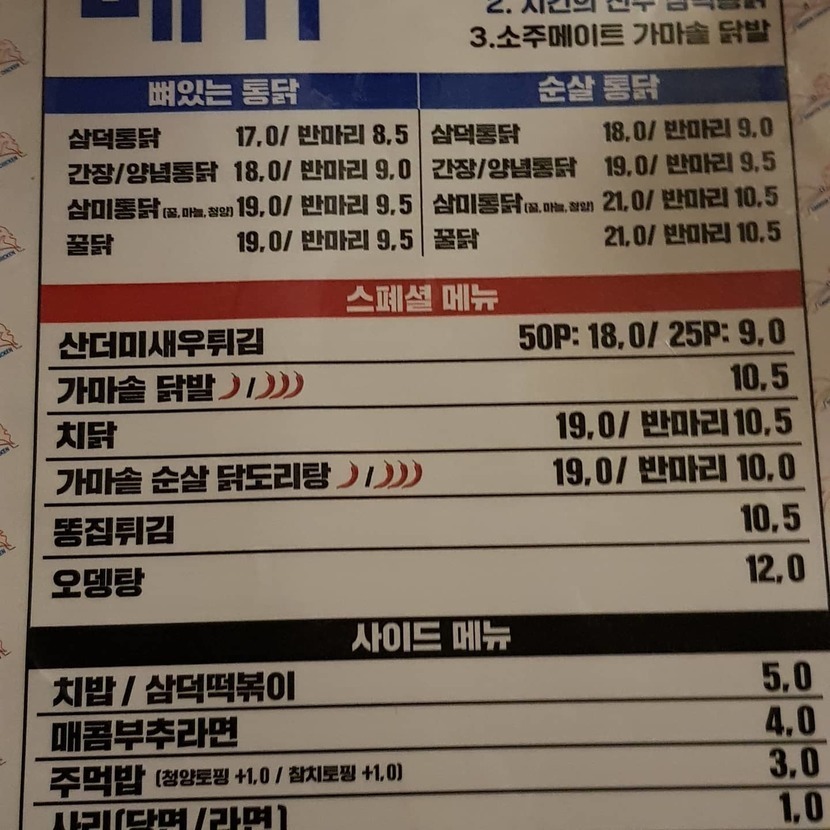 3.소주메이트 가마솥 닭발
뼈있는 통닭
삼덕통닭 17,0/ 반마리 8,5
간장/양념통닭 18,0/ 반마리 9,0
삼미통닭(꿀, 마늘, 청양) 19,0/ 반마리 9,5
꿀닭 19,0/ 반마리 9,5
순살 통닭
삼덕통닭 18,0/ 반마리 9,0
간장/양념통닭 19,0/ 반마리 9,5
삼미통닭(꿀, 마늘, 청양) 21,0/ 반마리 10,5
꿀닭 21,0/ 반마리 10,5
스페셜 메뉴
산더미새우튀김 50P: 18,0/ 25P: 9,0
가마솥 닭발 / 10,5
치닭 19,0/ 반마리 10,5
가마솥 순살 닭도리탕 / 19,0/ 반마리 10,0
똥집튀김 10,5
오뎅탕 12,0
사이드 메뉴
치밥 / 삼덕떡볶이 5,0
매콤부추라면 4,0
주먹밥 (청양토핑 +1,0 / 참치토핑 +1,0) 3,0
사리(당면/라면) 1,0